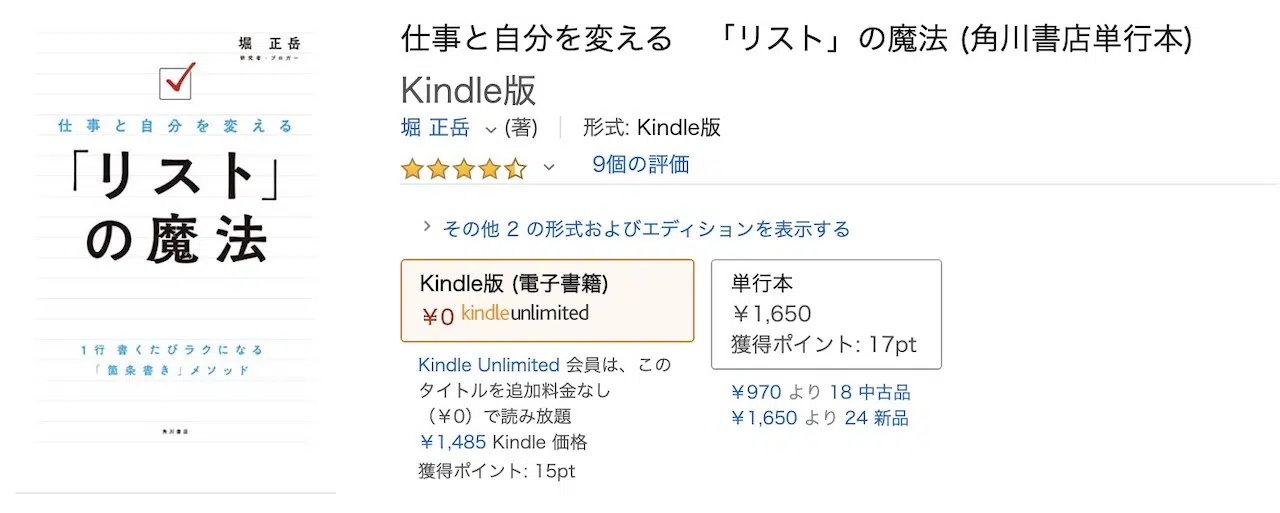 堀 正岳
研究者・ブロガー
仕事と自分を変える
「リスト」
の魔法
1行 書くたびラクになる
「箇条書き」メソッド
角川書店
仕事と自分を変える 「リスト」の魔法 (角川書店単行本)
Kindle版
堀 正岳 (著) 形式: Kindle版
9個の評価
その他 2 の形式およびエディションを表示する
Kindle版 (電子書籍)
¥0 kindleunlimited
Kindle Unlimited 会員は、この
タイトルを追加料金なし
（¥0）で読み放題
¥1,485 Kindle 価格
獲得ポイント: 15pt
単行本
¥1,650
獲得ポイント: 17pt
¥970 より 18 中古品
¥1,650 より 24 新品